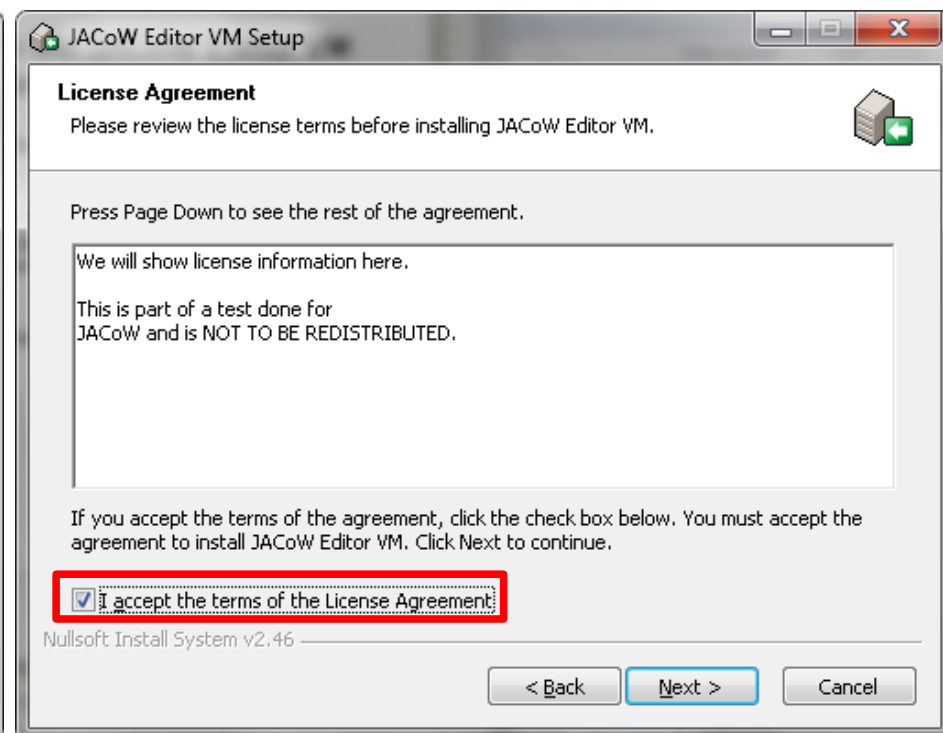 JACoW Editor VM Setup
License Agreement
Please review the license terms before installing JACoW Editor VM.
Press Page Down to see the rest of the agreement.
We will show license information here.
This is part of a test done for
JACoW and is NOT TO BE REDISTRIBUTED.
If you accept the terms of the agreement, click the check box below. You must accept the
agreement to install JACoW Editor VM. Click Next to continue.
I accept the terms of the License Agreement
Nullsoft Install System v2.46
< Back
Next >
Cancel